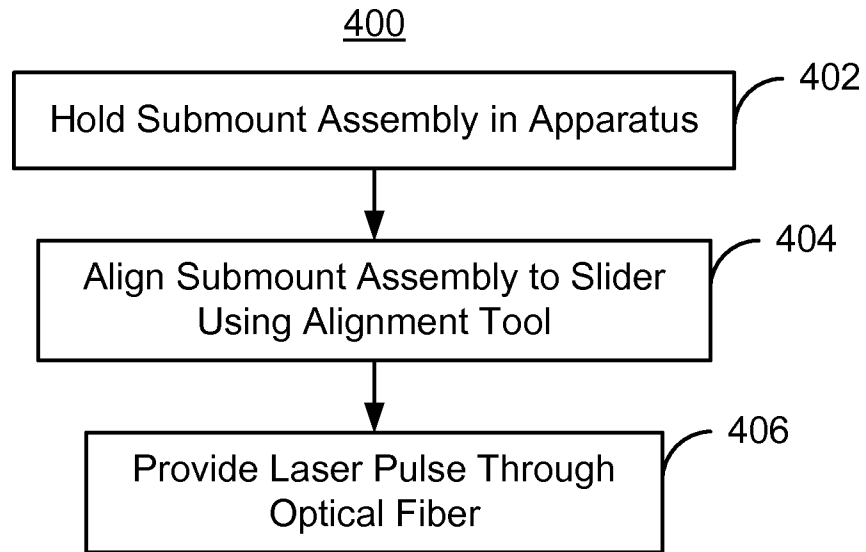 400
Hold Submount Assembly in Apparatus
402
Align Submount Assembly to Slider
Using Alignment Tool
404
Provide Laser Pulse Through
Optical Fiber
406